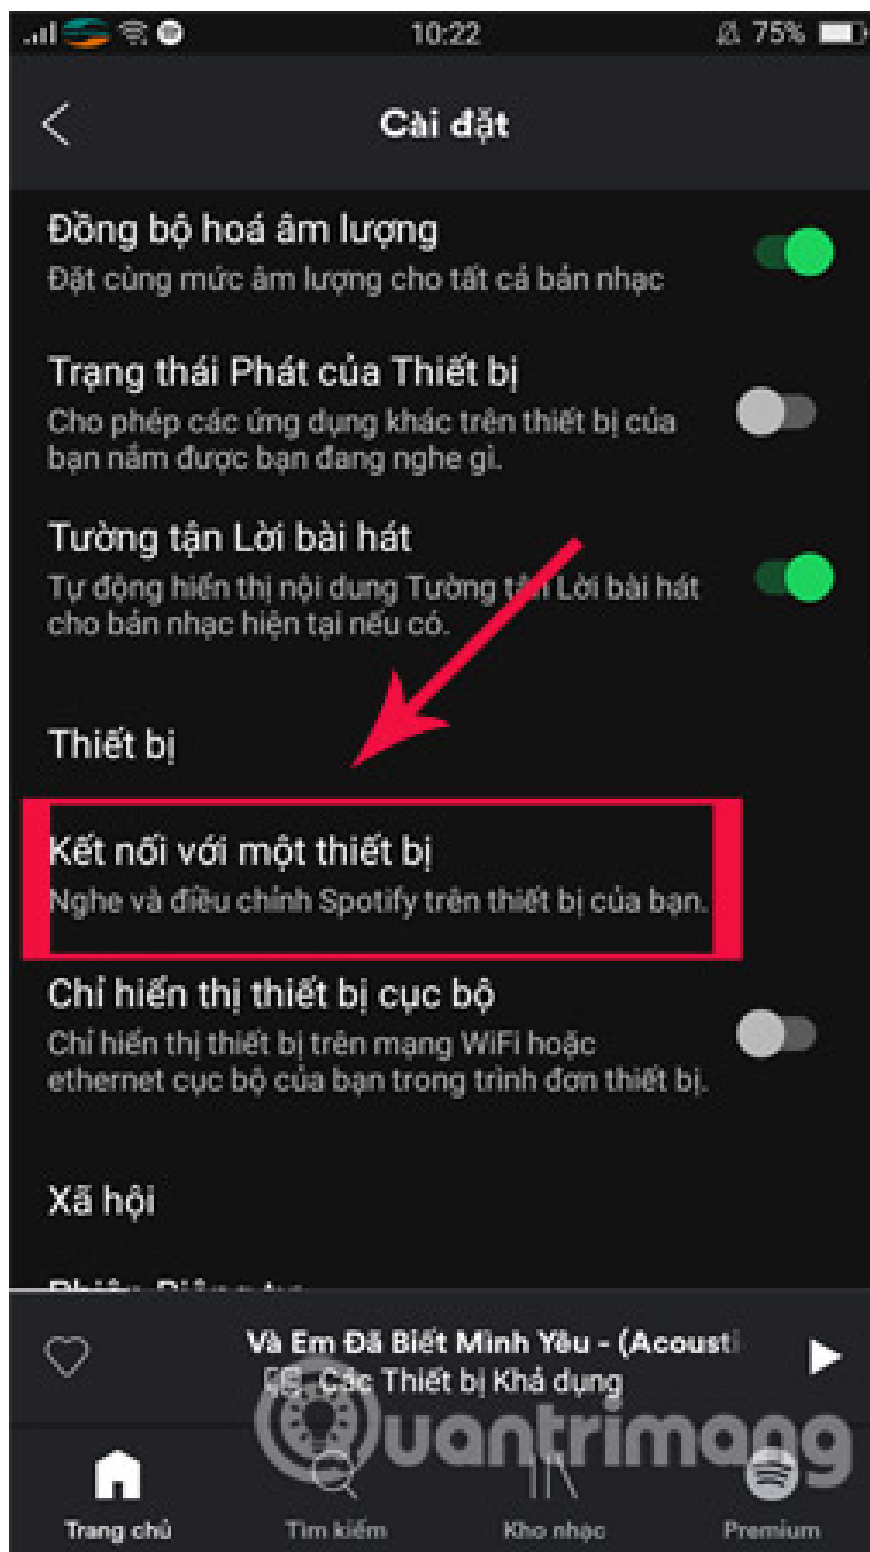 10:22
75%
Cài đặt
Đồng bộ hoá âm lượng
Đặt cùng mức âm lượng cho tất cả bản nhạc
Trạng thái Phát của Thiết bị
Cho phép các ứng dụng khác trên thiết bị của
bạn nắm được bạn đang nghe gì.
Tường tận Lời bài hát
Tự động hiển thị nội dung Tường tận Lời bài hát
cho bản nhạc hiện tại nếu có.
Thiết bị
Kết nối với một thiết bị
Nghe và điều chỉnh Spotify trên thiết bị của bạn.
Chỉ hiển thị thiết bị cục bộ
Chỉ hiển thị thiết bị trên mạng WiFi hoặc
ethernet cục bộ của bạn trong trình đơn thiết bị.
Xã hội
Và Em Đã Biết Mình Yêu - (Acousti
Các Thiết bị Khả dụng
Quantrimang
Trang chủ Tìm kiếm Kho nhạc Premium